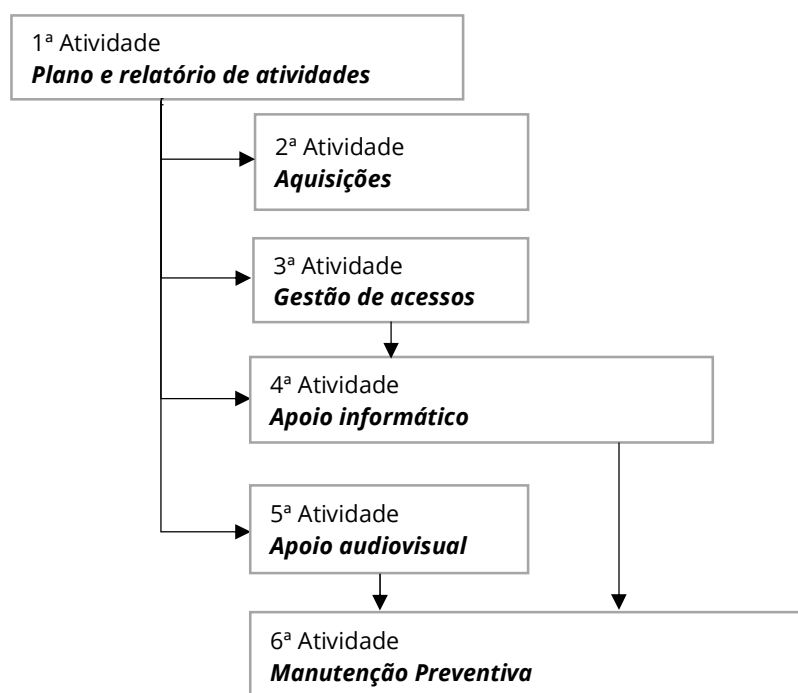 1ª Atividade
Plano e relatório de atividades
2ª Atividade
Aquisições
3ª Atividade
Gestão de acessos
4ª Atividade
Apoio informático
5ª Atividade
Apoio audiovisual
6ª Atividade
Manutenção Preventiva